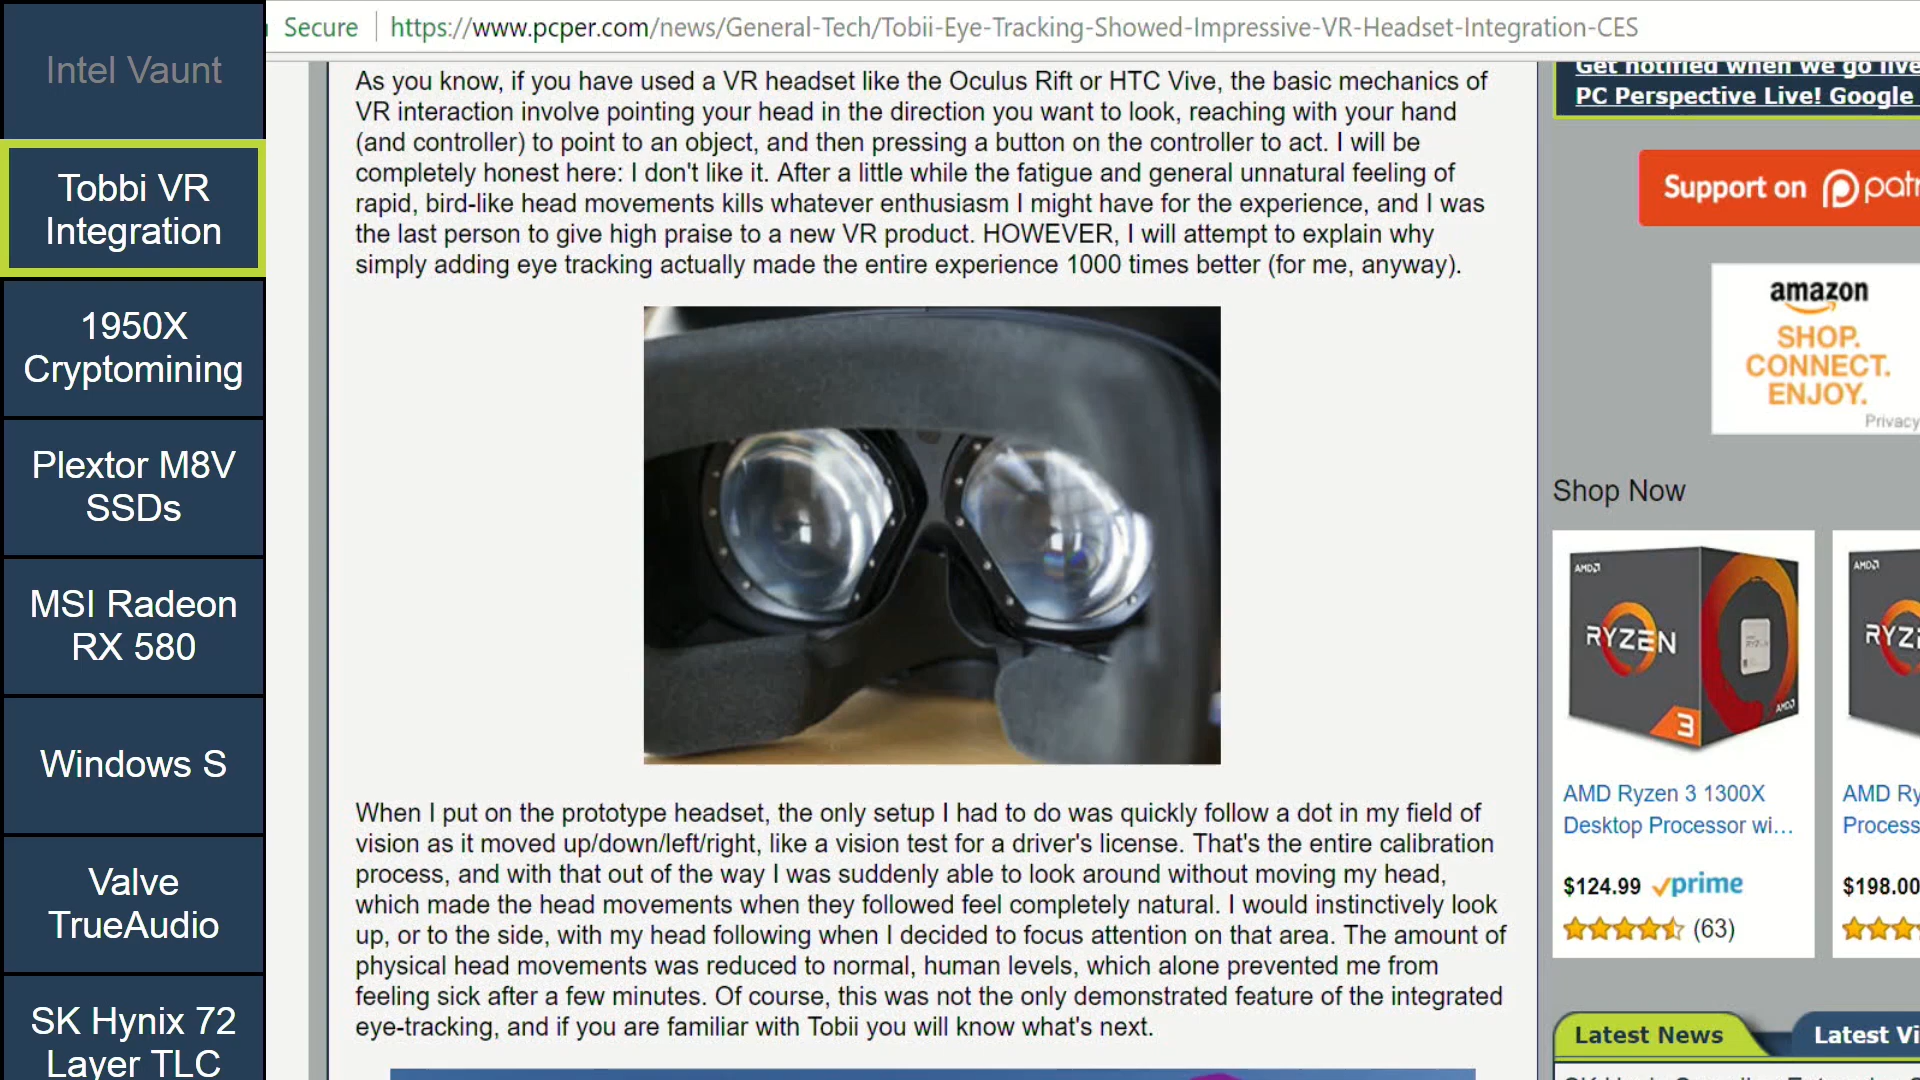 Intel Vaunt
Tobbi VR
Integration
1950X
Cryptomining
Plextor M8V
SSDs
MSI Radeon
RX 580
Windows S
Valve
TrueAudio
SK Hynix 72
Layer TLC
Secure
https://www.pcper.com/news/General-Tech/Tobii-Eye-Tracking-Showed-Impressive-VR-Headset-Integration-CES
As you know, if you have used a VR headset like the Oculus Rift or HTC Vive, the basic mechanics of
VR interaction involve pointing your head in the direction you want to look, reaching with your hand
(and controller) to point to an object, and then pressing a button on the controller to act. I will be
completely honest here: I don't like it. After a little while the fatigue and general unnatural feeling of
rapid, bird-like head movements kills whatever enthusiasm I might have for the experience, and I was
the last person to give high praise to a new VR product. HOWEVER, I will attempt to explain why
simply adding eye tracking actually made the entire experience 1000 times better (for me, anyway).
When I put on the prototype headset, the only setup I had to do was quickly follow a dot in my field of
vision as it moved up/down/left/right, like a vision test for a driver's license. That's the entire calibration
process, and with that out of the way I was suddenly able to look around without moving my head,
which made the head movements when they followed feel completely natural. I would instinctively look
up, or to the side, with my head following when I decided to focus attention on that area. The amount of
physical head movements was reduced to normal, human levels, which alone prevented me from
feeling sick after a few minutes. Of course, this was not the only demonstrated feature of the integrated
eye-tracking, and if you are familiar with Tobii you will know what's next.
Get notified when we go live
PC Perspective Live! Google
Support on patr
amazon
SHOP.
CONNECT.
ENJOY.
Privacy
Shop Now
AMD
RYZEN
3
AMD
AMD
RYZE
AMD Ryzen 3 1300X
Desktop Processor wi...
$124.99 prime
(63)
AMD Ry
Process
$198.00
Latest News
Latest Vi